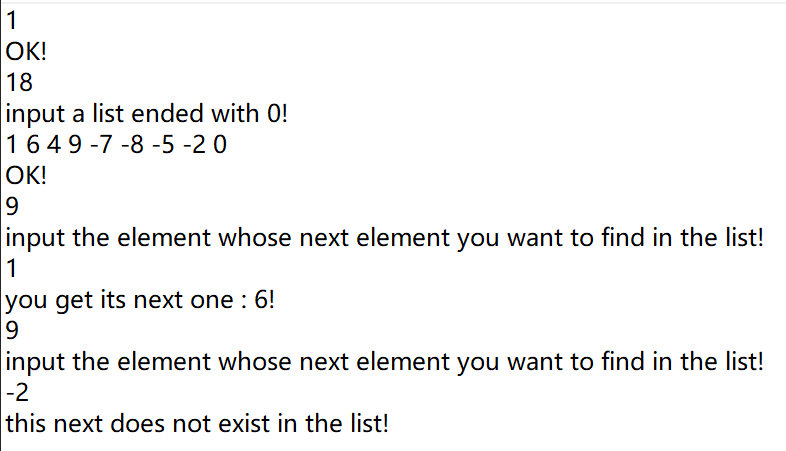 1
OK!
18
input a list ended with 0!
1 6 4 9 -7 -8 -5 -2 0
OK!
9
input the element whose next element you want to find in the list!
1
you get its next one : 6!
9
input the element whose next element you want to find in the list!
-2
this next does not exist in the list!